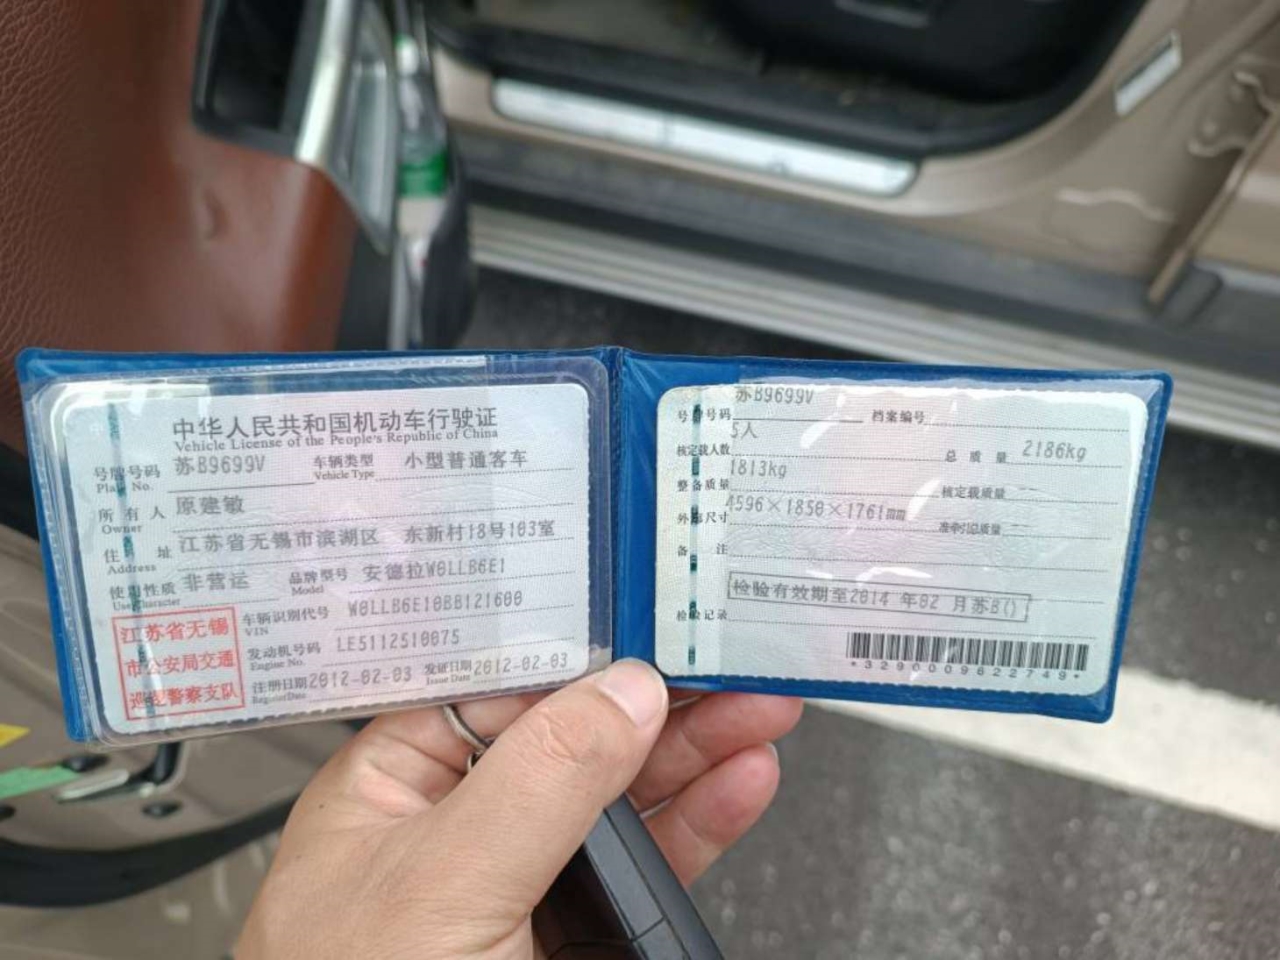 中华人民共和国机动车行驶证
Vehicle License of the People's Republic of China
号牌号码 苏B9699V 车辆类型 小型普通客车
Plate No. Vehicle Type
所有人 原建敏
Owner
住址 江苏省无锡市滨湖区 东新村18号103室
Address
使用性质 非营运 品牌型号 安德拉W0LLB6E1
Use Character Model
江苏省无锡
市公安局交通
巡逻警察支队
车辆识别代号 W0LLB6E10BB121600
VIN
发动机号码 LE5112510075
Engine No.
注册日期 2012-02-03 发证日期 2012-02-03
Register Date Issue Date
号牌号码 苏B9699V 档案编号
核定载人数 5人 总质量 2186kg
整备质量 1813kg 核定载质量 --
外廓尺寸 4596×1850×1761mm 准牵引总质量 --
备注
检验记录 检验有效期至2014 年02 月苏B()
*3290009622749*